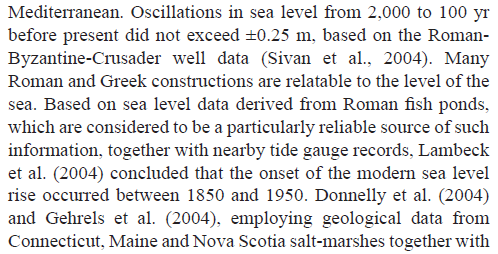 Mediterranean. Oscillations in sea level from 2,000 to 100 yr
before present did not exceed ±0.25 m, based on the Roman-
Byzantine-Crusader well data (Sivan et al., 2004). Many
Roman and Greek constructions are relatable to the level of the
sea. Based on sea level data derived from Roman fish ponds,
which are considered to be a particularly reliable source of such
information, together with nearby tide gauge records, Lambeck
et al. (2004) concluded that the onset of the modern sea level
rise occurred between 1850 and 1950. Donnelly et al. (2004)
and Gehrels et al. (2004), employing geological data from
Connecticut, Maine and Nova Scotia salt-marshes together with